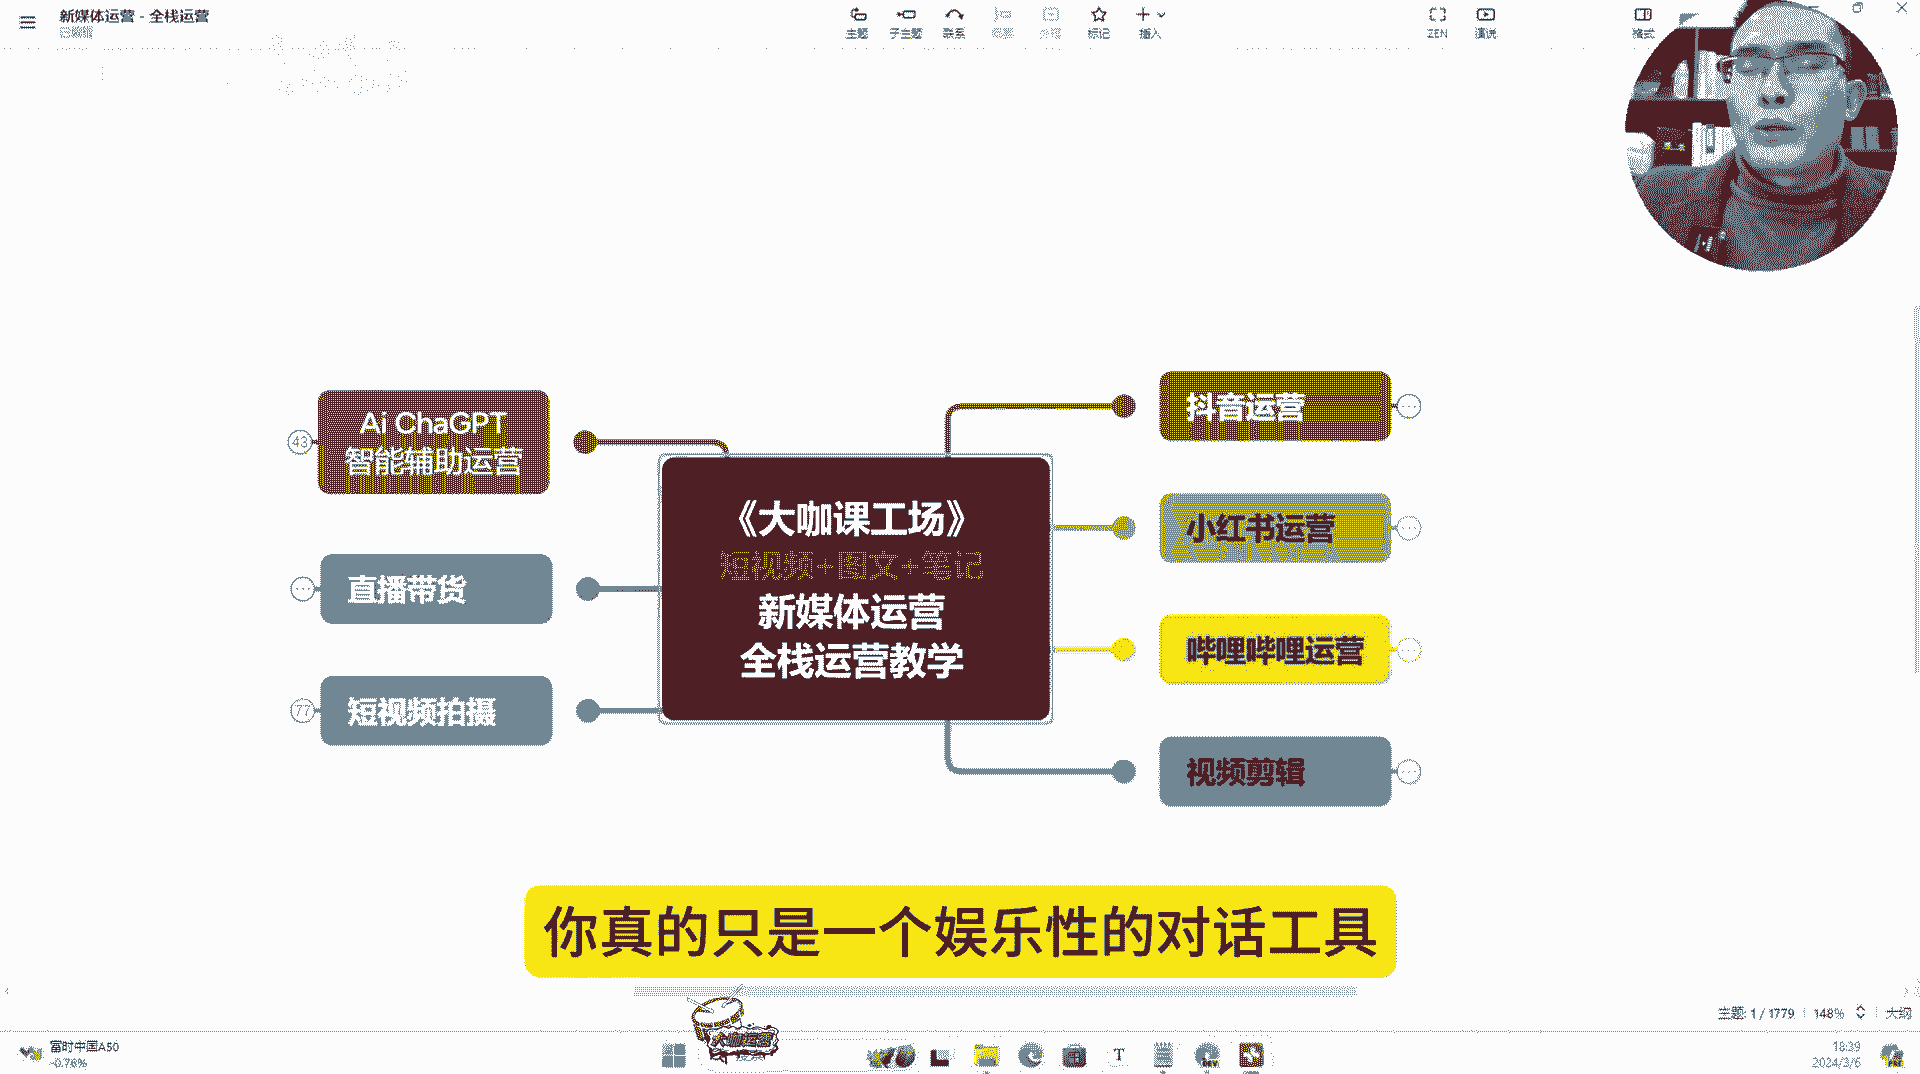 新媒体运营 - 全栈运营
已编辑
主题
子主题
联系
概要
外框
标记
插入
ZEN
演说
格式
Ai ChaGPT
智能辅助运营
43
直播带货
短视频拍摄
77
《大咖课工场》
短视频+图文+笔记
新媒体运营
全栈运营教学
抖音运营
小红书运营
哔哩哔哩运营
视频剪辑
你真的只是一个娱乐性的对话工具
主题: 1 / 1779
148%
大纲
富时中国A50
-0.76%
大咖运营
18:39
2024/3/6